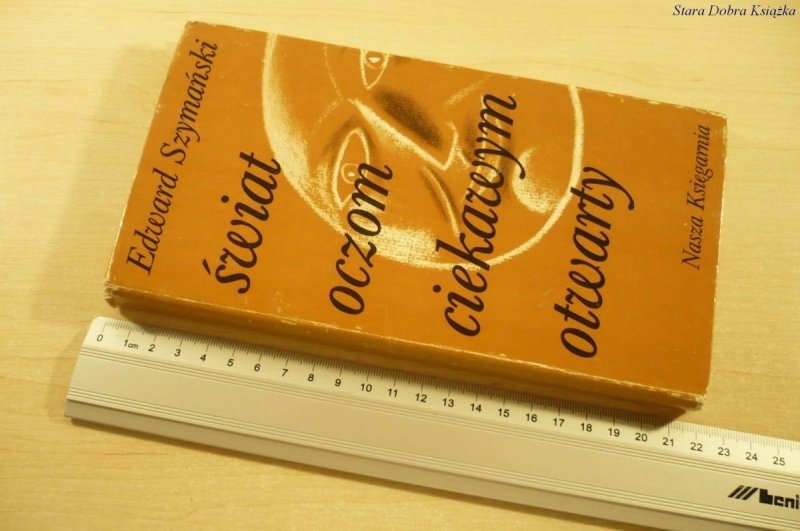 Stara Dobra Książka
Edward Szymański
świat
oczom
ciekawym
otwarty
Nasza Księgarnia
0 1cm 2 3 4 5 6 7 8 9 10 11 12 13 14 15 16 17 18 19 20 21 22 23 24 25